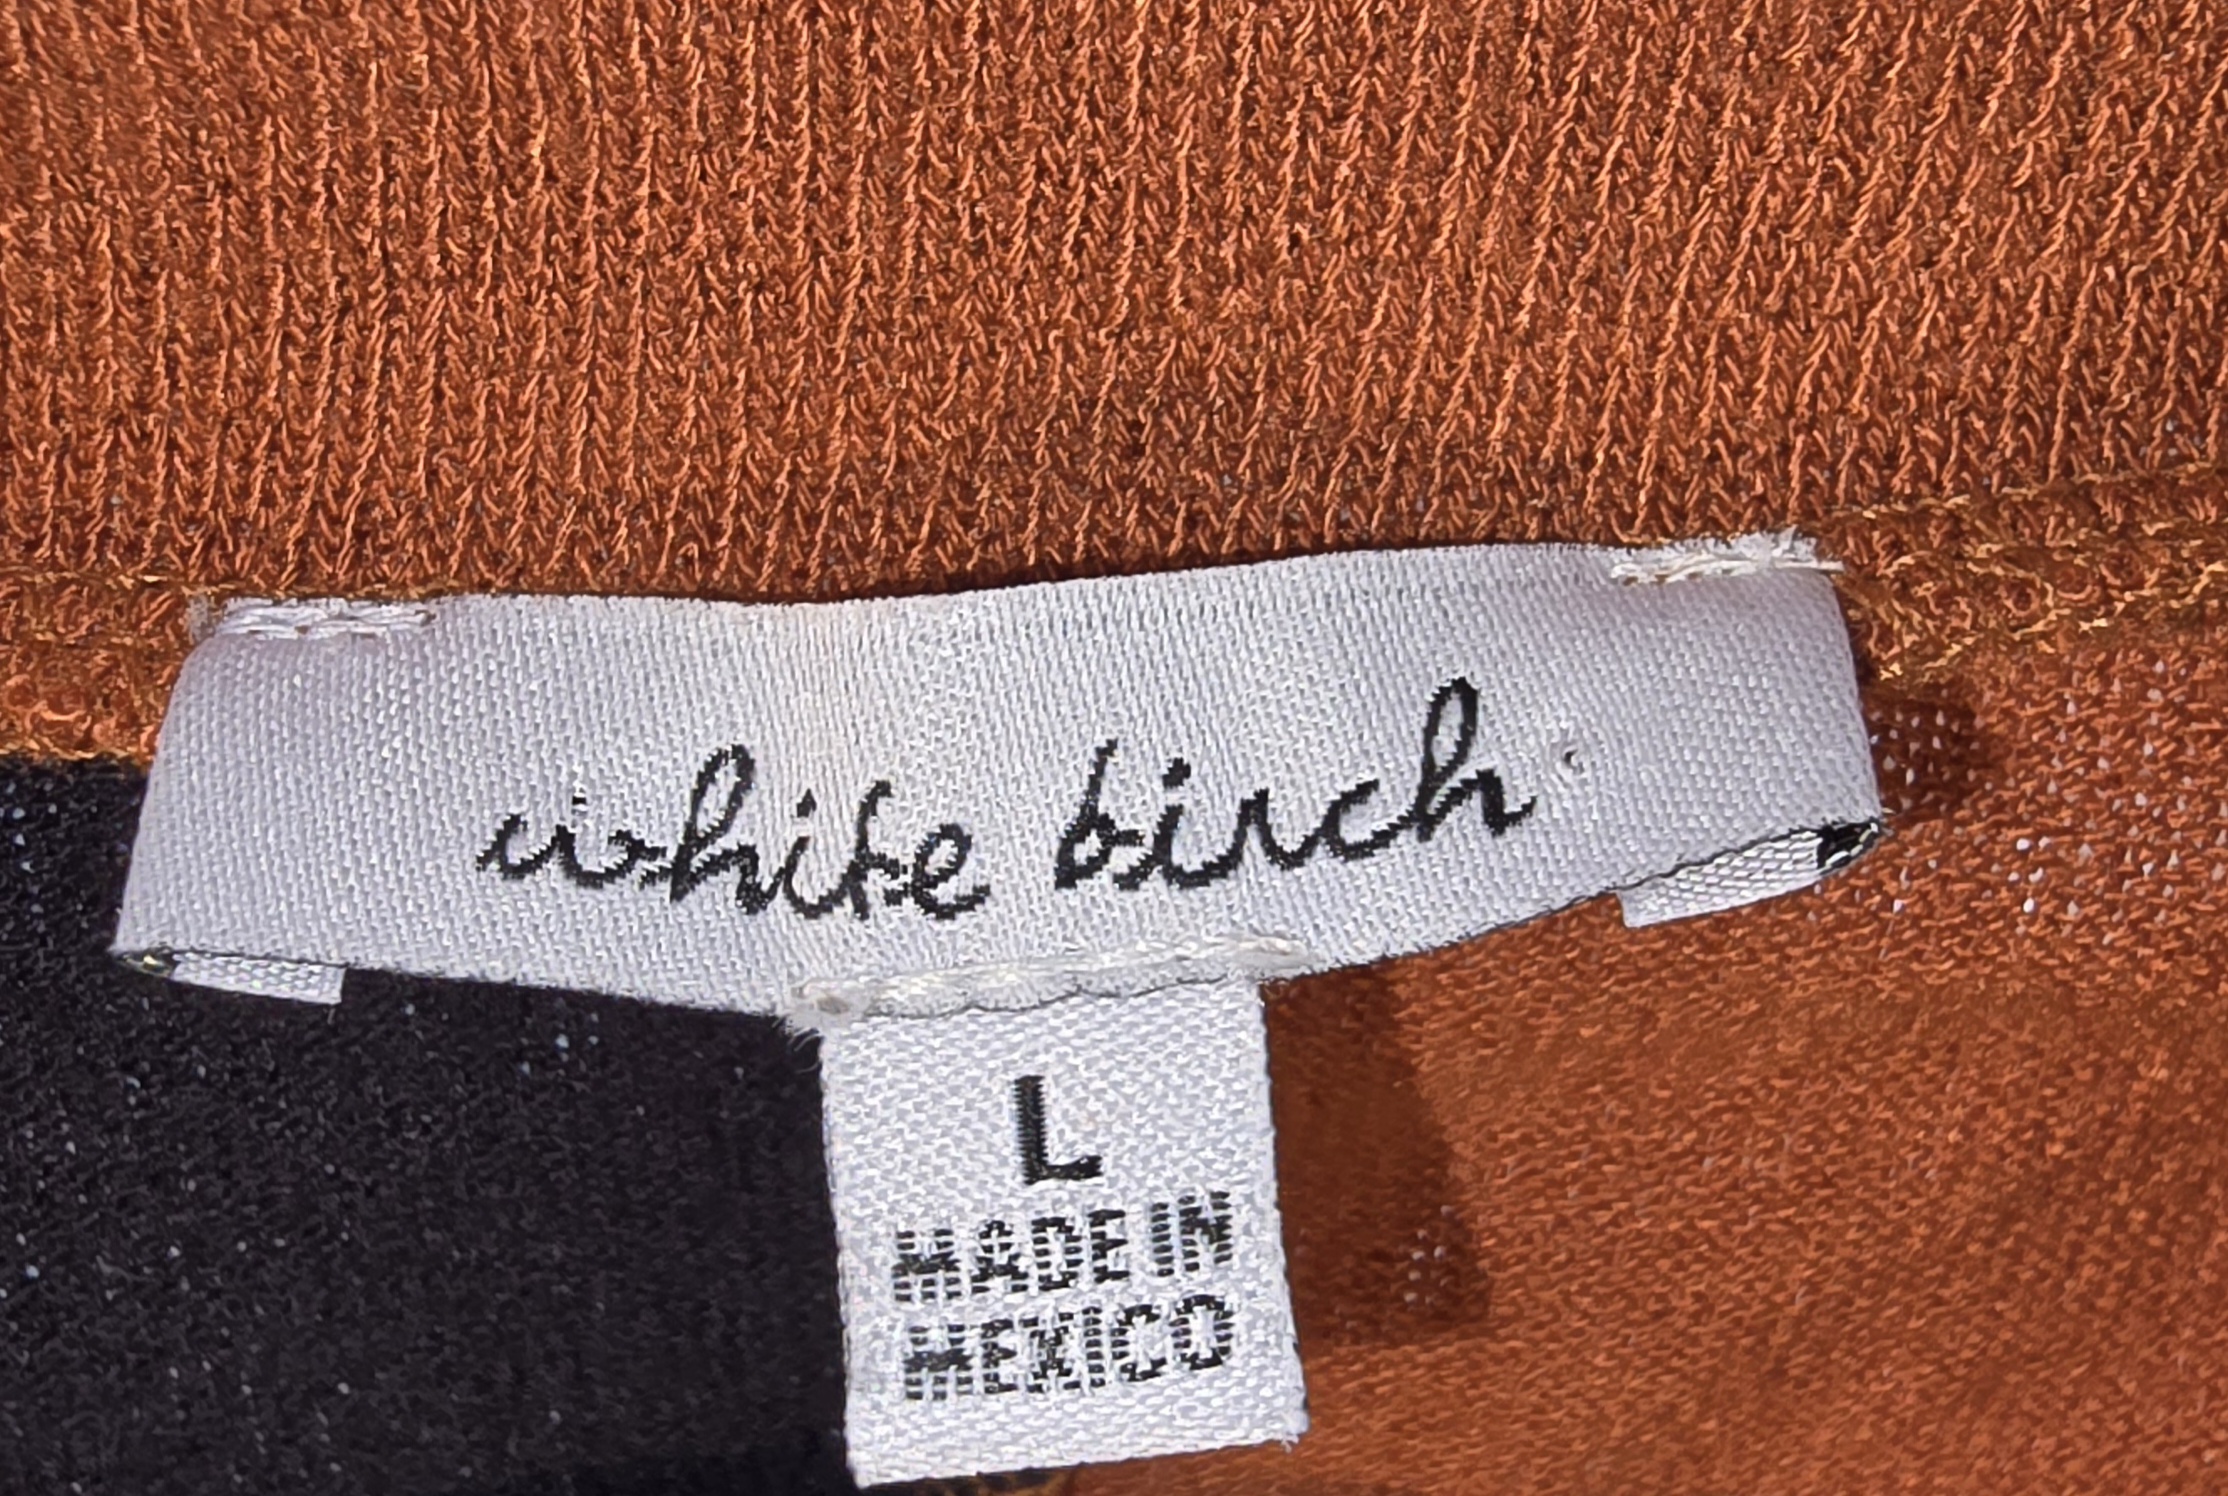 white birch
L
MADE IN
MEXICO